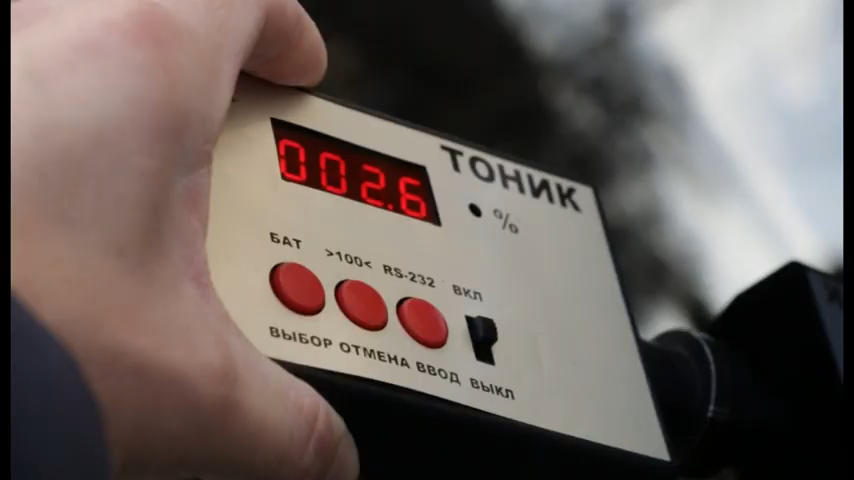 002.6
ТОНИК
%
БАТ >100< RS-232 ВКЛ
ВЫБОР ОТМЕНА ВВОД ВЫКЛ